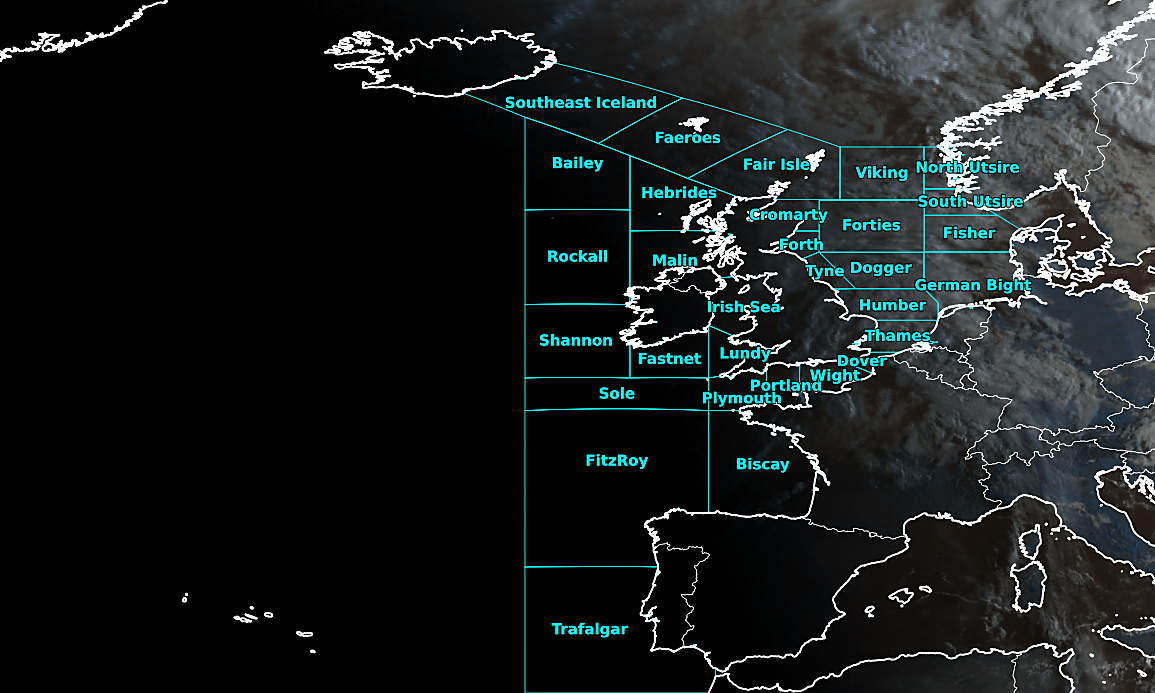 Southeast Iceland
Faeroes
Bailey
Fair Isle
Viking
North Utsire
Hebrides
South Utsire
Cromarty
Forties
Fisher
Forth
Rockall
Malin
Tyne
Dogger
German Bight
Irish Sea
Humber
Shannon
Thames
Fastnet
Lundy
Dover
Wight
Portland
Sole
Plymouth
FitzRoy
Biscay
Trafalgar